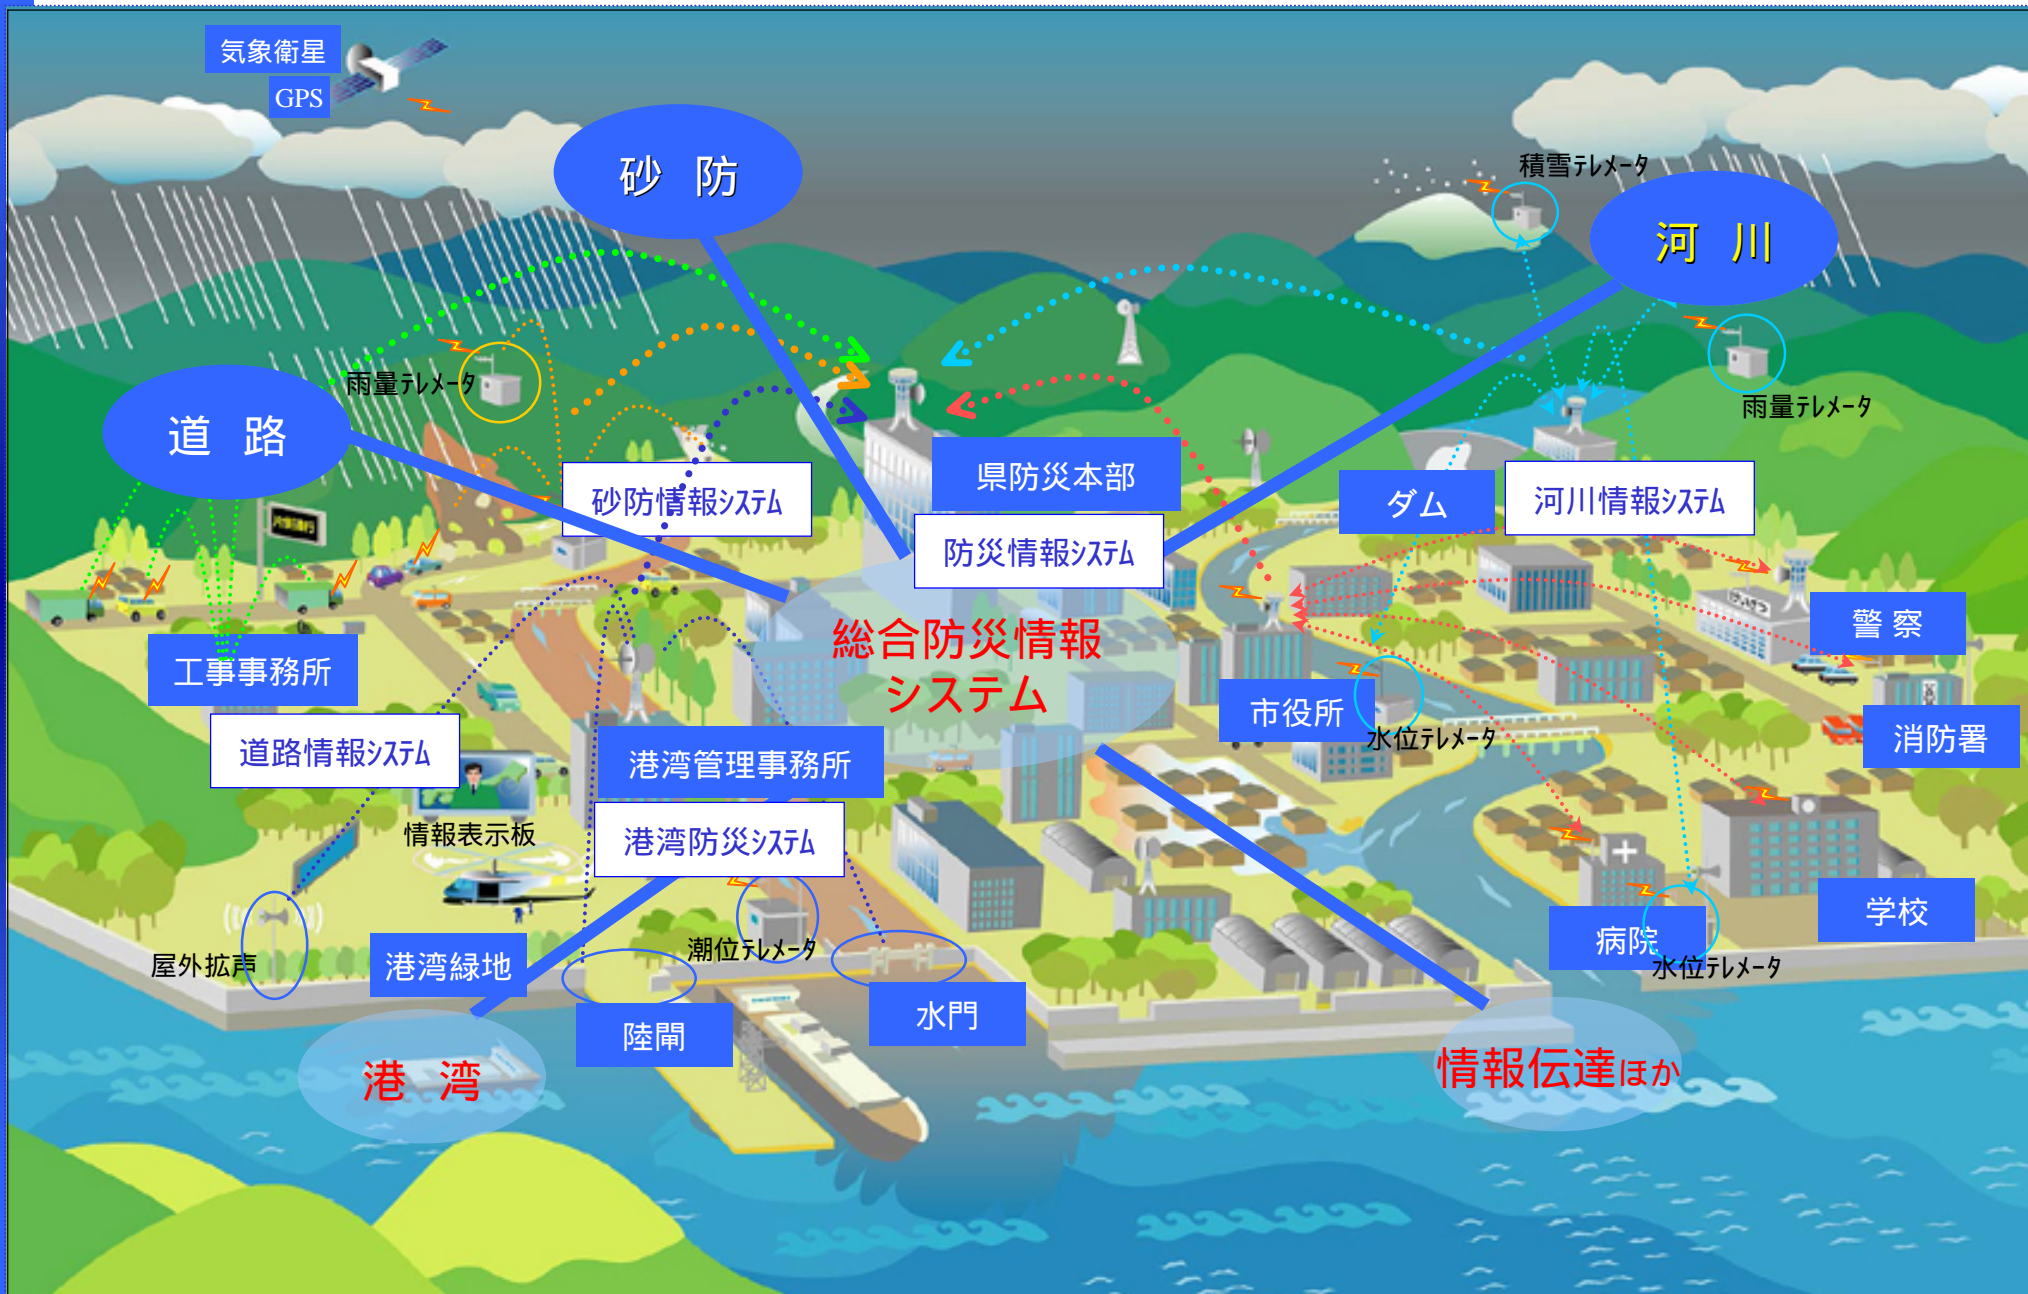 気象衛星
GPS
砂 防
積雪ﾃﾚﾒｰﾀ
河 川
雨量ﾃﾚﾒｰﾀ
雨量ﾃﾚﾒｰﾀ
道 路
県防災本部
砂防情報ｼｽﾃﾑ
ダム
河川情報ｼｽﾃﾑ
防災情報ｼｽﾃﾑ
警 察
総合防災情報
システム
工事事務所
市役所
水位ﾃﾚﾒｰﾀ
消防署
道路情報ｼｽﾃﾑ
港湾管理事務所
情報表示板
港湾防災ｼｽﾃﾑ
学校
病院
水位ﾃﾚﾒｰﾀ
屋外拡声
港湾緑地
潮位ﾃﾚﾒｰﾀ
水門
陸閘
港 湾
情報伝達ほか